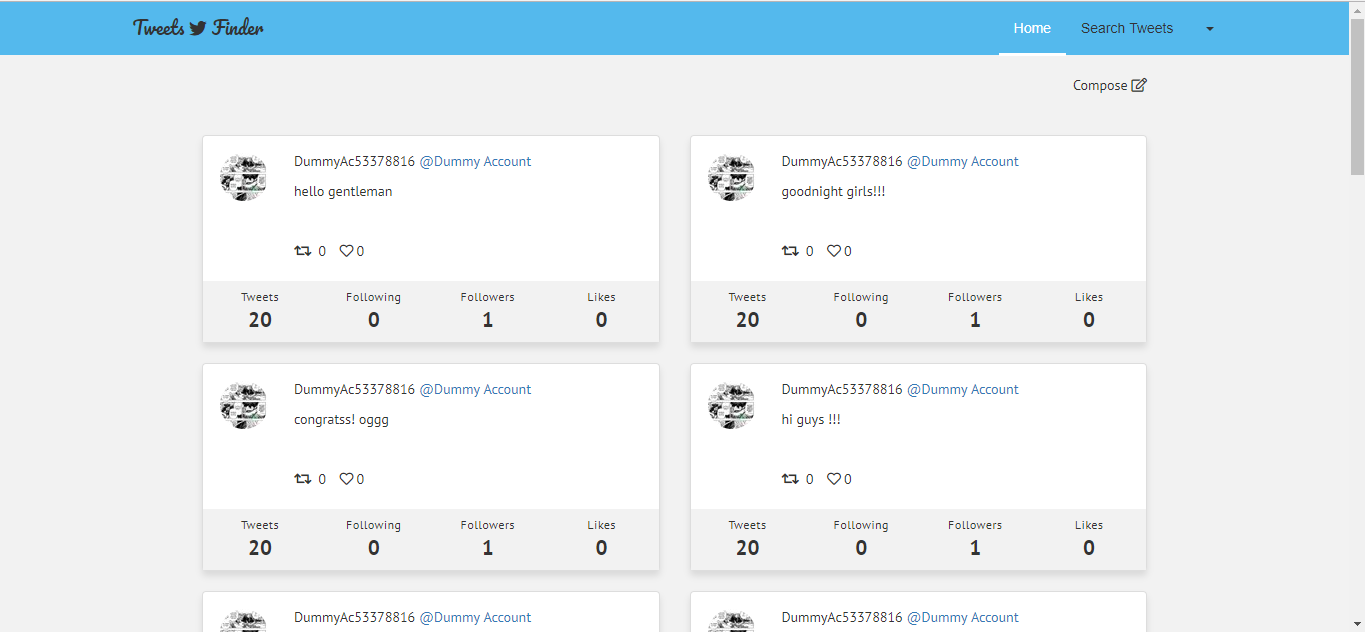 Tweets Finder
Home Search Tweets
Compose
DummyAc53378816 @Dummy Account
hello gentleman
0 0
Tweets Following Followers Likes
20 0 1 0
DummyAc53378816 @Dummy Account
goodnight girls!!!
0 0
Tweets Following Followers Likes
20 0 1 0
DummyAc53378816 @Dummy Account
congratss! oggg
0 0
Tweets Following Followers Likes
20 0 1 0
DummyAc53378816 @Dummy Account
hi guys !!!
0 0
Tweets Following Followers Likes
20 0 1 0
DummyAc53378816 @Dummy Account
DummyAc53378816 @Dummy Account